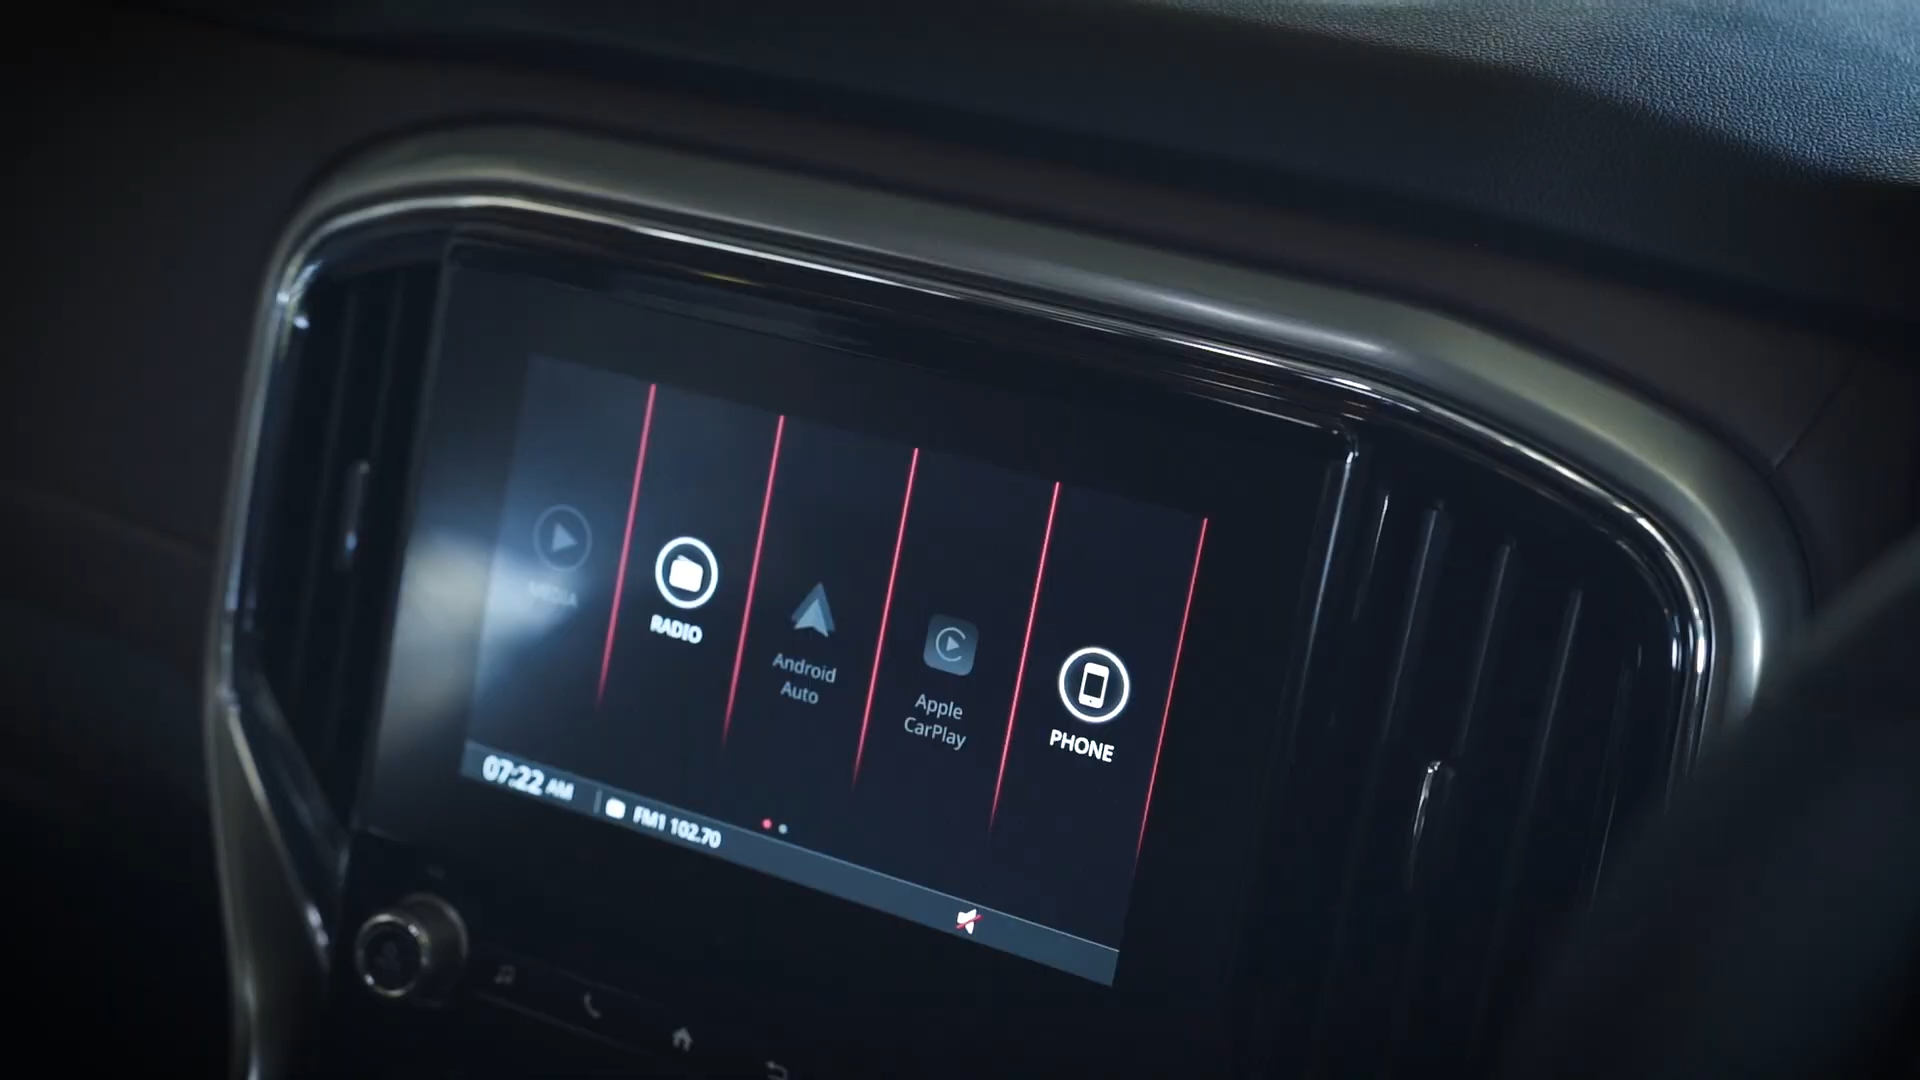 MEDIA
RADIO
Android
Auto
Apple
CarPlay
PHONE
07:22 AM
FM1 102.70